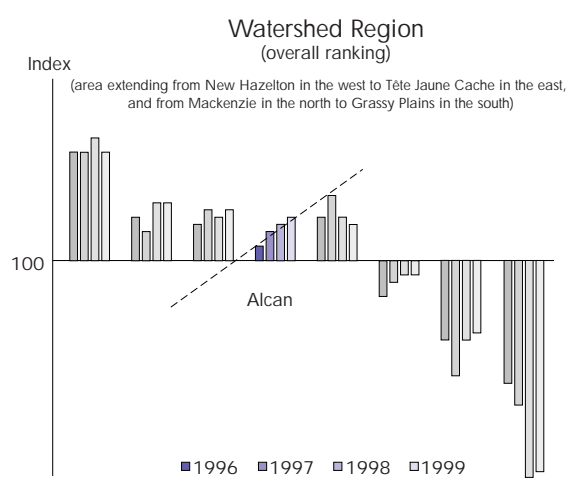 Watershed Region
(overall ranking)
Index
(area extending from New Hazelton in the west to Tête Jaune Cache in the east,
and from Mackenzie in the north to Grassy Plains in the south)
100
Alcan
1996 1997 1998 1999